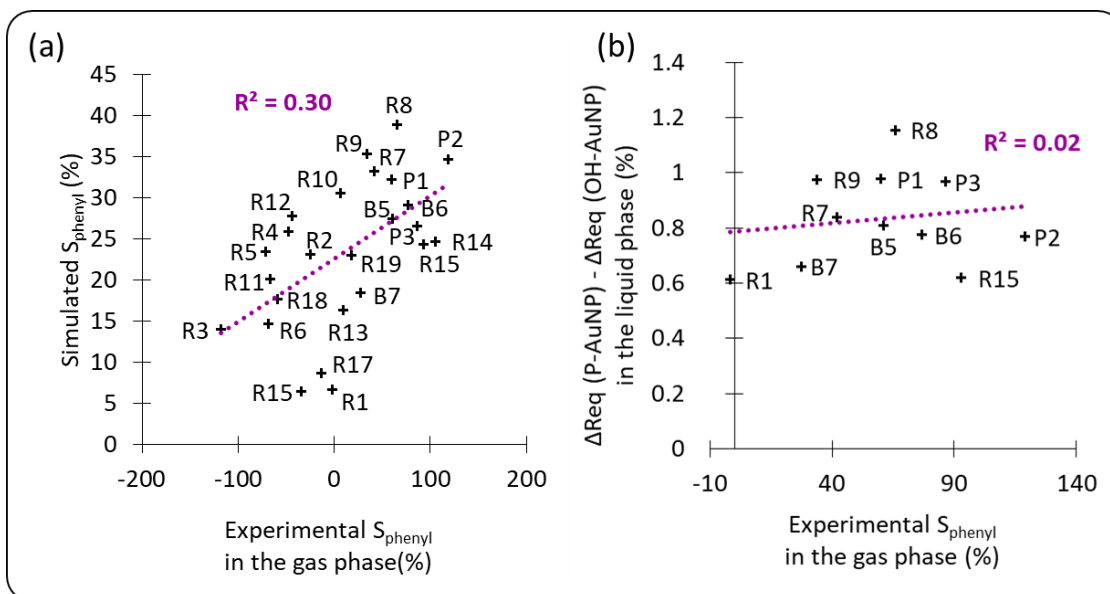 (a)
Simulated Sphenyl (%)
45
40
35
30
25
20
15
10
5
0
-200
-100
0
100
200
R² = 0.30
R8
R9
R7
P2
R10
P1
R12
B5
B6
R4
R2
P3
R14
R5
R19
R15
R11
R18
B7
R3
R6
R13
R17
R15
R1
Experimental Sphenyl
in the gas phase(%)
(b)
ΔReq (P-AuNP) - ΔReq (OH-AuNP)
in the liquid phase (%)
1.4
1.2
1
0.8
0.6
0.4
0.2
0
-10
40
90
140
R² = 0.02
R8
R9
P1
P3
R7
B5
B6
P2
R1
B7
R15
Experimental Sphenyl
in the gas phase (%)